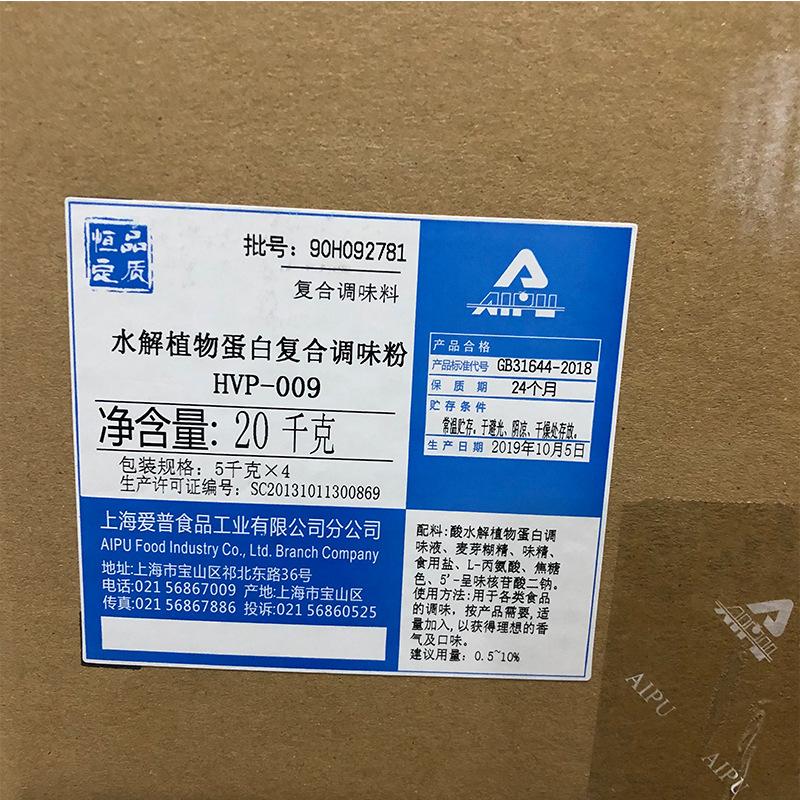 恒品
定质
批号：90H092781
复合调味料
水解植物蛋白复合调味粉
HVP-009
净含量: 20 千克
包装规格：5千克×4
生产许可证编号：SC20131011300869
上海爱普食品工业有限公司分公司
AIPU Food Industry Co., Ltd. Branch Company
地址:上海市宝山区祁北东路36号
电话:021 56867009 产地:上海市宝山区
传真:021 56867886 投诉:021 56860525
AIPU
产品合格
产品标准代号 GB31644-2018
保质期 24个月
贮存条件
常温贮存。于避光、阴凉、干燥处存放。
生产日期 2019年10月5日
配料:酸水解植物蛋白调
味液、麦芽糊精、味精、
食用盐、L-丙氨酸、焦糖
色、5'-呈味核苷酸二钠。
使用方法:用于各类食品
的调味，按产品需要，适
量加入,以获得理想的香
气及口味。
建议用量：0.5~10%
AIPU
AIPU
AIPU